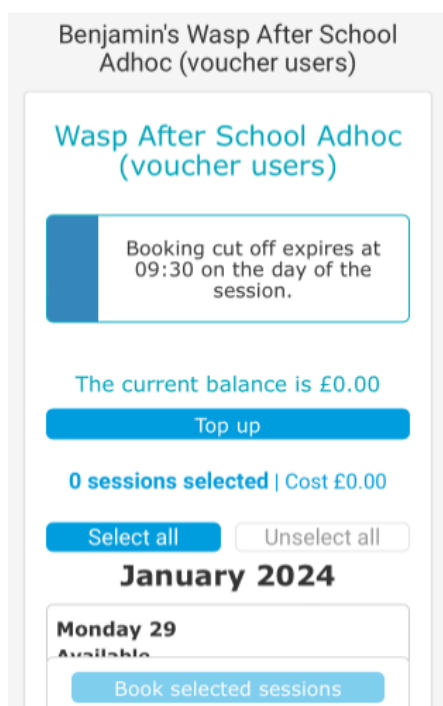 Benjamin's Wasp After School
Adhoc (voucher users)
Wasp After School Adhoc
(voucher users)
Booking cut off expires at
09:30 on the day of the
session.
The current balance is £0.00
Top up
0 sessions selected | Cost £0.00
Select all
Unselect all
January 2024
Monday 29
Available
Book selected sessions